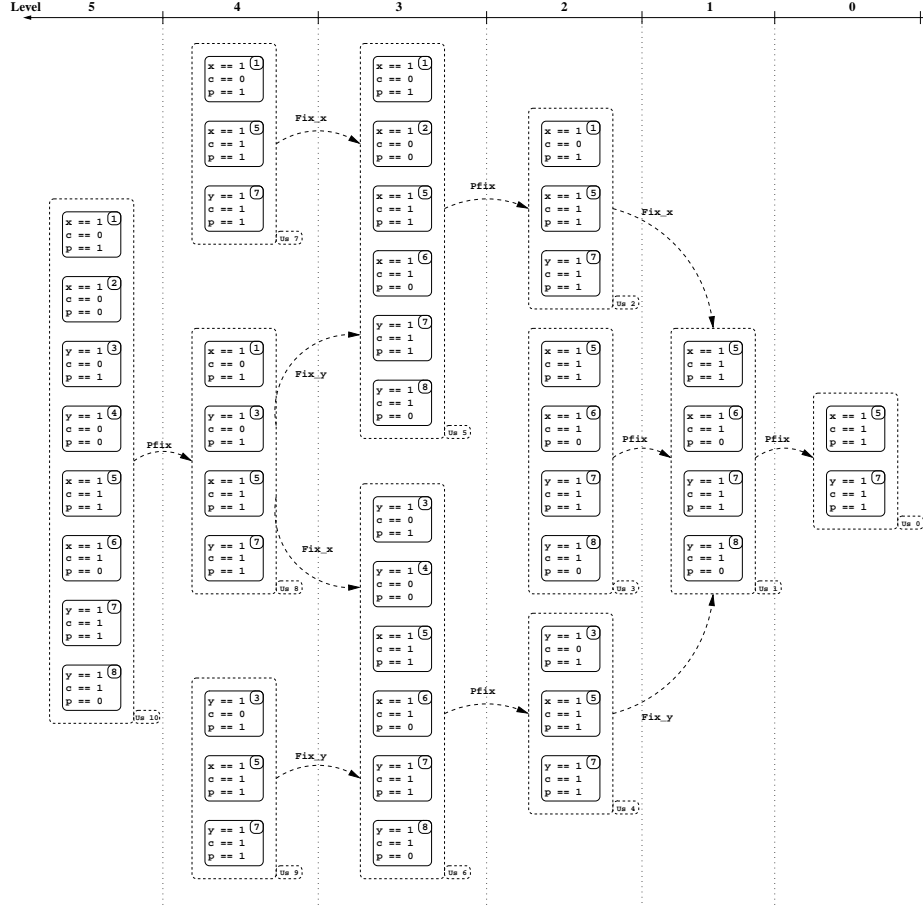 Level 5 4 3 2 1 0
x == 1 1
c == 0
p == 1
x == 1 2
c == 0
p == 0
y == 1 3
c == 0
p == 1
y == 1 4
c == 0
p == 0
x == 1 5
c == 1
p == 1
x == 1 6
c == 1
p == 0
y == 1 7
c == 1
p == 1
y == 1 8
c == 1
p == 0
Us 10
Pfix
x == 1 1
c == 0
p == 1
x == 1 5
c == 1
p == 1
y == 1 7
c == 1
p == 1
Us 7
Fix_x
x == 1 1
c == 0
p == 1
y == 1 3
c == 0
p == 1
x == 1 5
c == 1
p == 1
y == 1 7
c == 1
p == 1
Us 8
Fix_y
Fix_x
y == 1 3
c == 0
p == 1
x == 1 5
c == 1
p == 1
y == 1 7
c == 1
p == 1
Us 9
Fix_y
x == 1 1
c == 0
p == 1
x == 1 2
c == 0
p == 0
x == 1 5
c == 1
p == 1
x == 1 6
c == 1
p == 0
y == 1 7
c == 1
p == 1
y == 1 8
c == 1
p == 0
Us 5
Pfix
y == 1 3
c == 0
p == 1
y == 1 4
c == 0
p == 0
x == 1 5
c == 1
p == 1
x == 1 6
c == 1
p == 0
y == 1 7
c == 1
p == 1
y == 1 8
c == 1
p == 0
Us 6
Pfix
x == 1 1
c == 0
p == 1
x == 1 5
c == 1
p == 1
y == 1 7
c == 1
p == 1
Us 2
Fix_x
x == 1 5
c == 1
p == 1
x == 1 6
c == 1
p == 0
y == 1 7
c == 1
p == 1
y == 1 8
c == 1
p == 0
Us 3
Pfix
y == 1 3
c == 0
p == 1
x == 1 5
c == 1
p == 1
y == 1 7
c == 1
p == 1
Us 4
Fix_y
x == 1 5
c == 1
p == 1
x == 1 6
c == 1
p == 0
y == 1 7
c == 1
p == 1
y == 1 8
c == 1
p == 0
Us 1
Pfix
x == 1 5
c == 1
p == 1
y == 1 7
c == 1
p == 1
Us 0